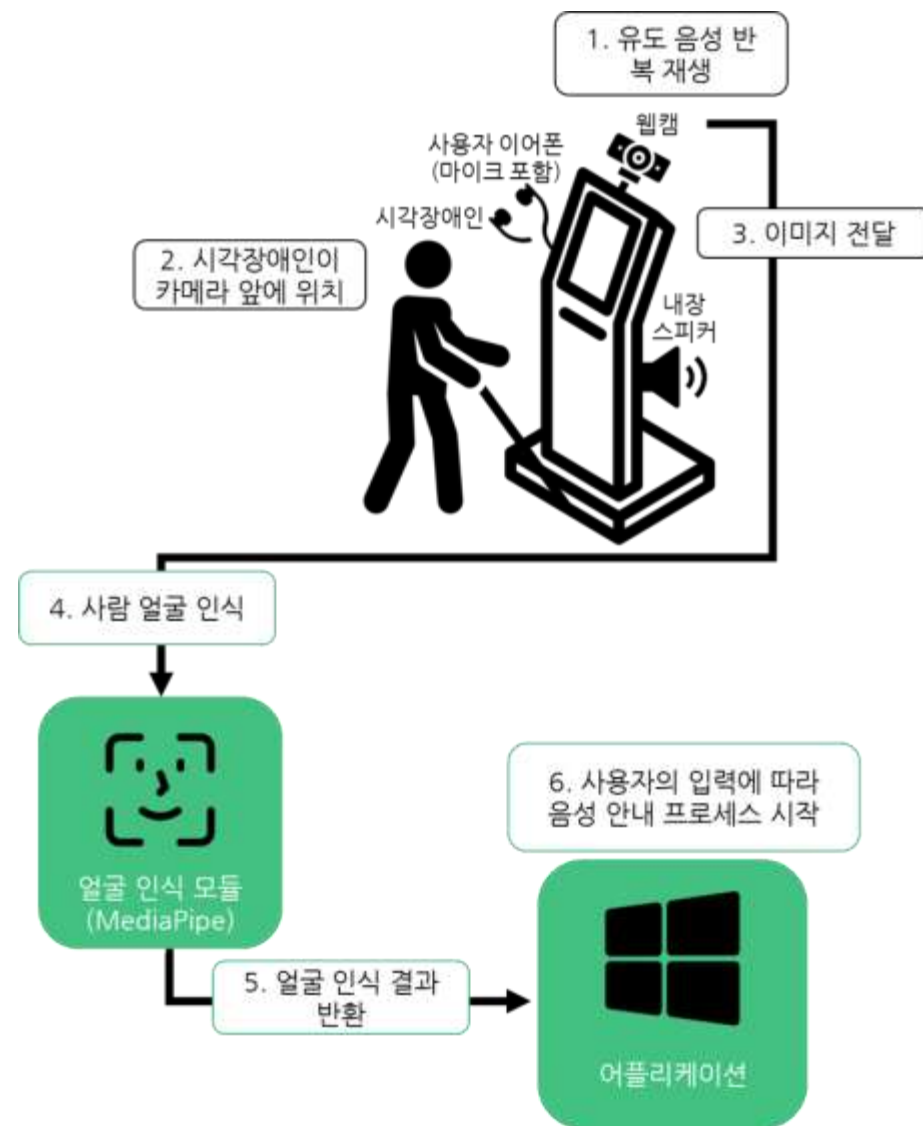 1. 유도 음성 반
복 재생
웹캠
사용자 이어폰
(마이크 포함)
시각장애인
2. 시각장애인이
카메라 앞에 위치
3. 이미지 전달
내장
스피커
4. 사람 얼굴 인식
얼굴 인식 모듈
(MediaPipe)
5. 얼굴 인식 결과
반환
6. 사용자의 입력에 따라
음성 안내 프로세스 시작
어플리케이션